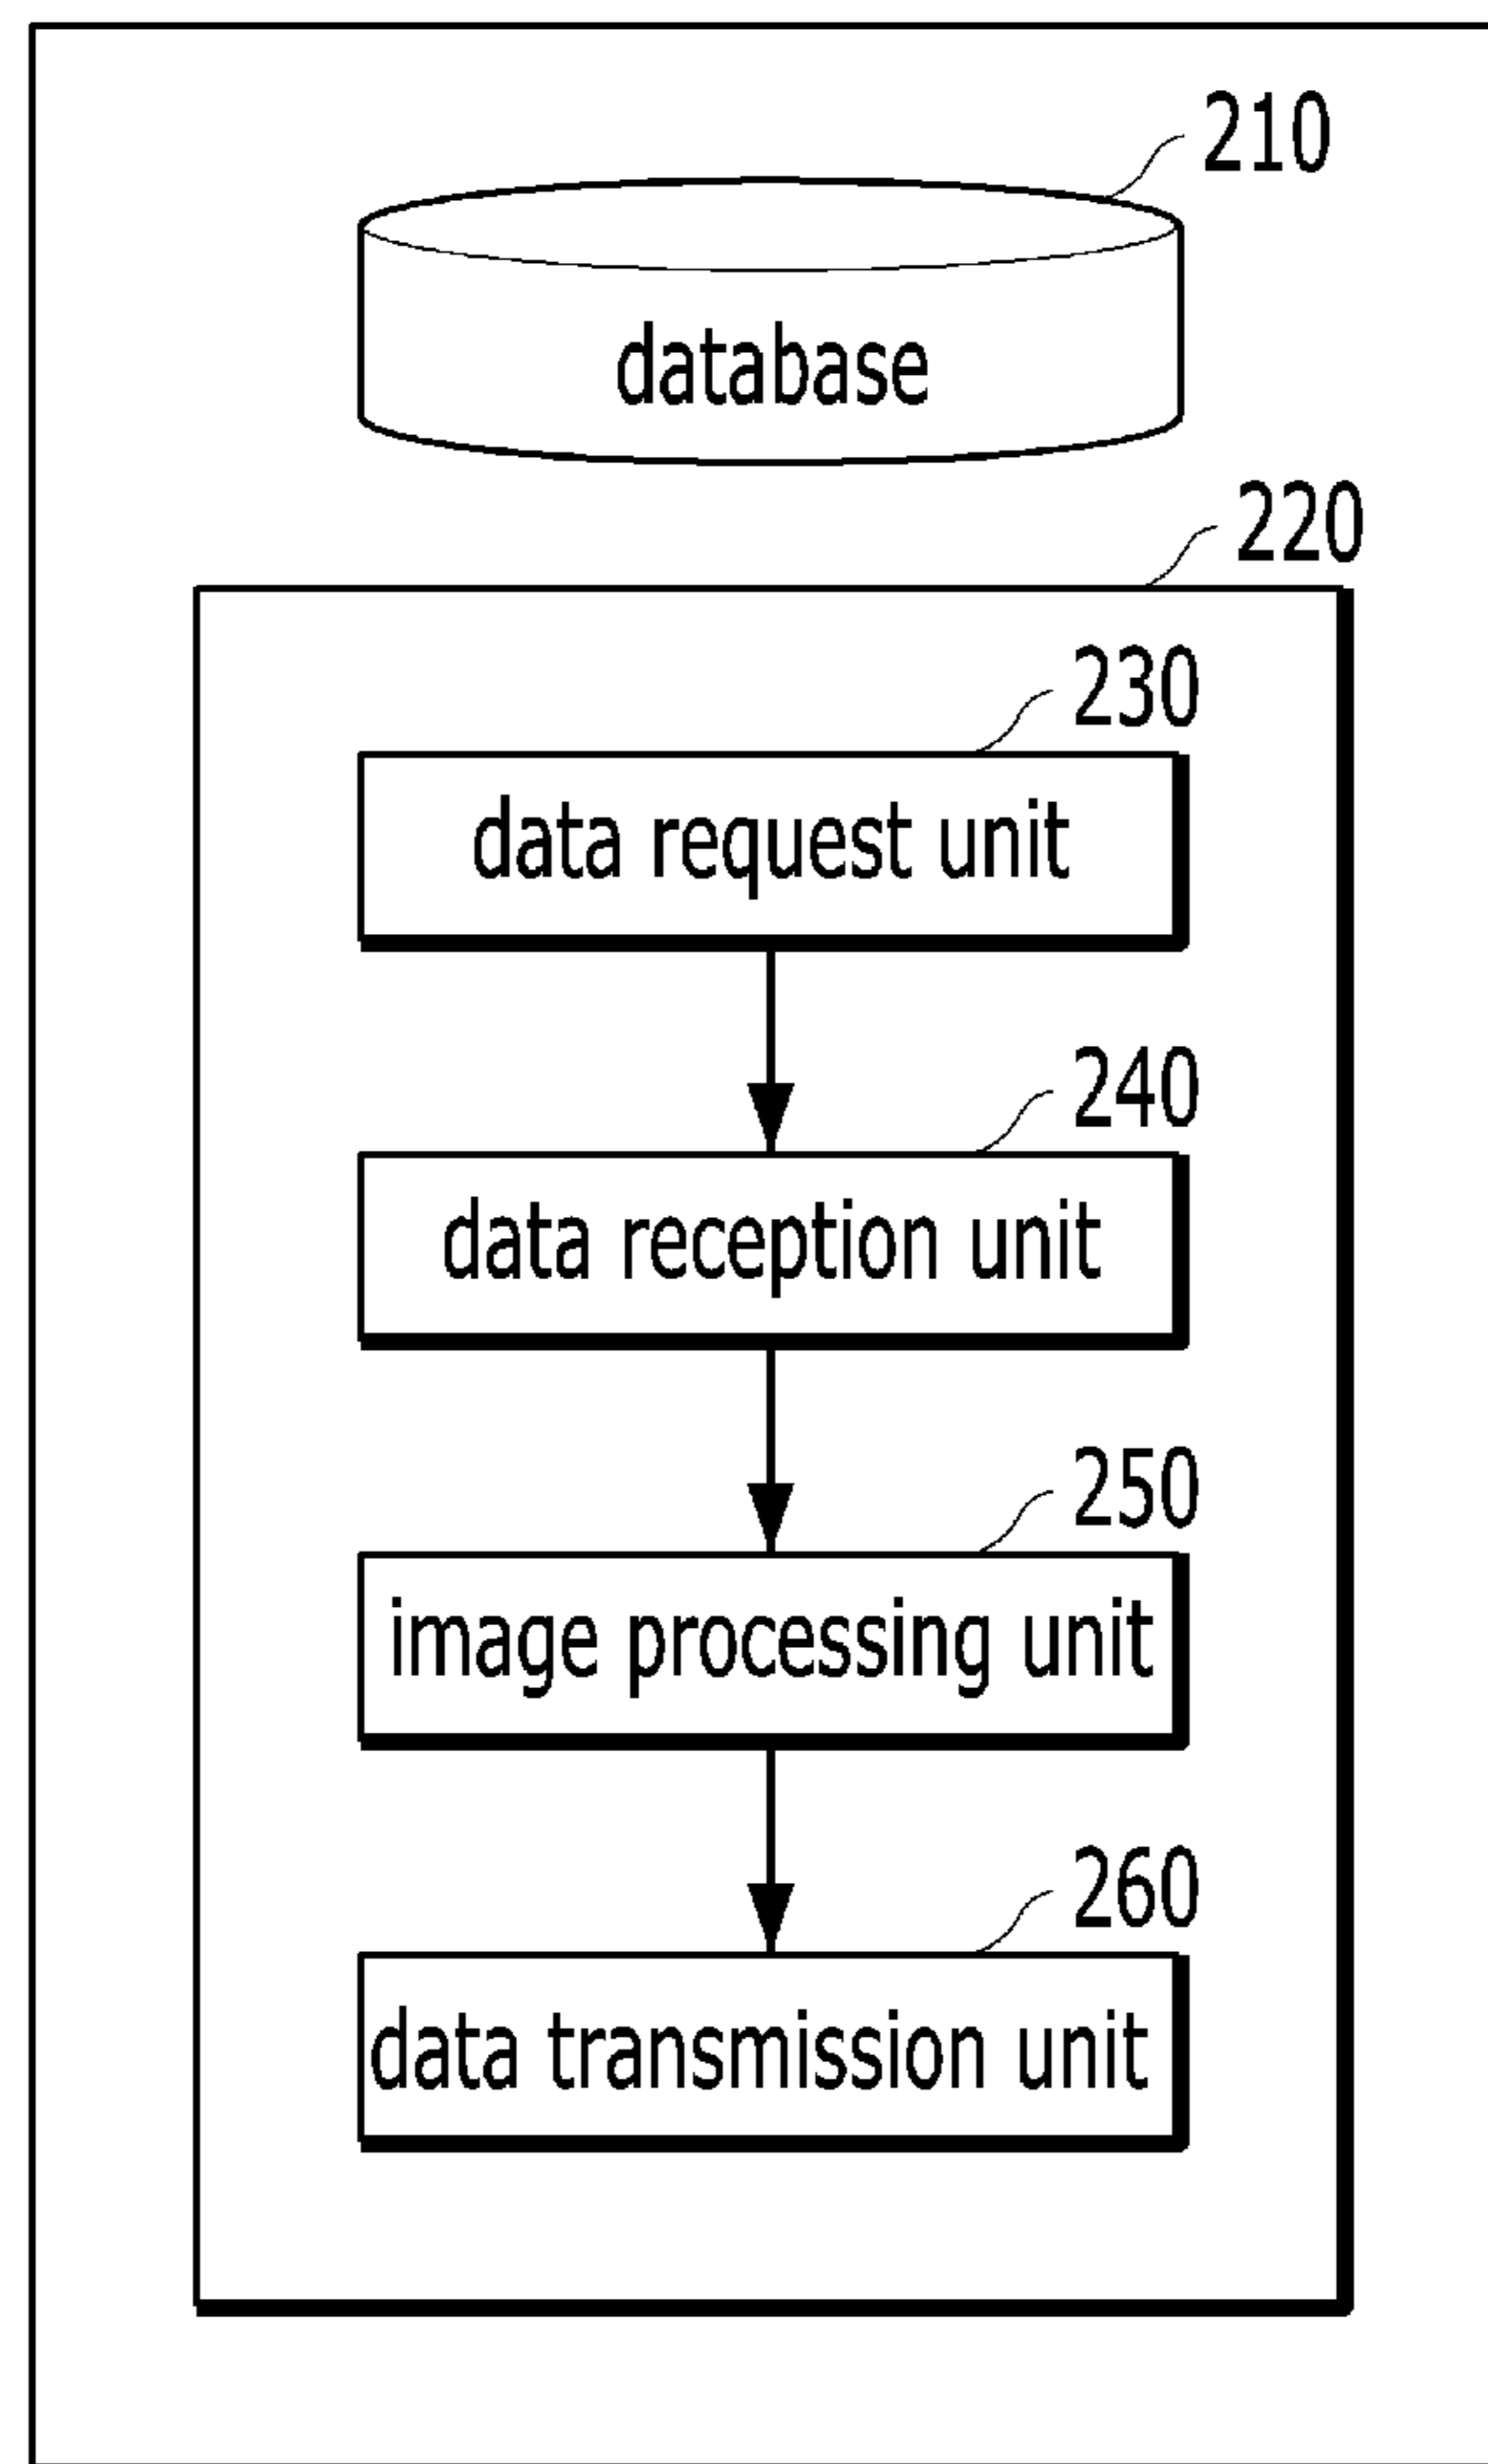 210
database
220
230
data request unit
240
data reception unit
250
image processing unit
260
data transmission unit